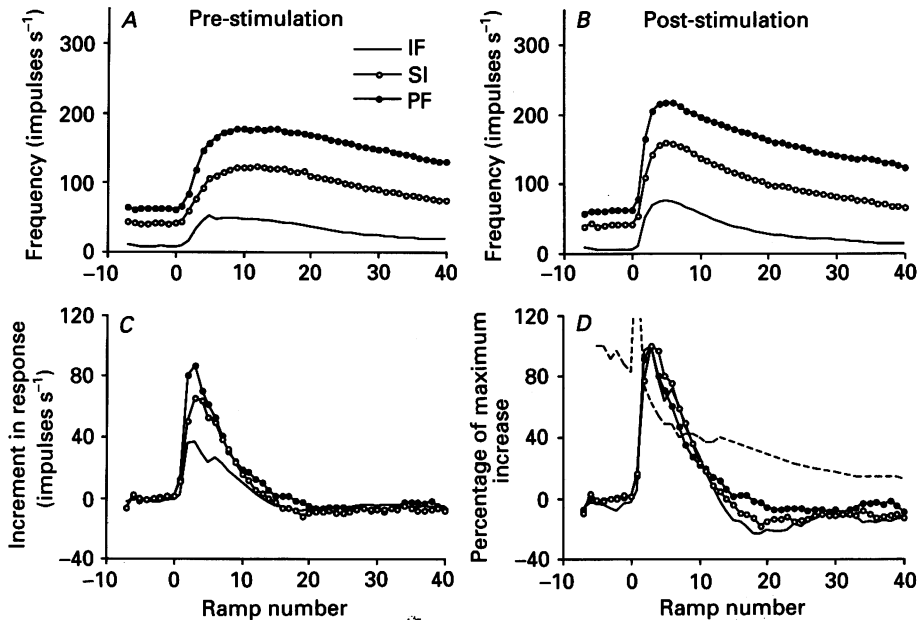 A Pre-stimulation
Frequency (impulses s⁻¹)
300
200
100
0
−10 0 10 20 30 40
IF
SI
PF
B Post-stimulation
Frequency (impulses s⁻¹)
300
200
100
0
−10 0 10 20 30 40
C
Increment in response
(impulses s⁻¹)
120
80
40
0
−40
−10 0 10 20 30 40
Ramp number
D
Percentage of maximum
increase
120
80
40
0
−40
−10 0 10 20 30 40
Ramp number